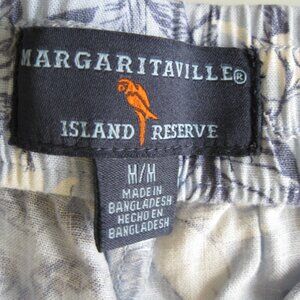 MARGARITAVILLE®
ISLAND RESERVE
M/M
MADE IN
BANGLADESH
HECHO EN
BANGLADESH